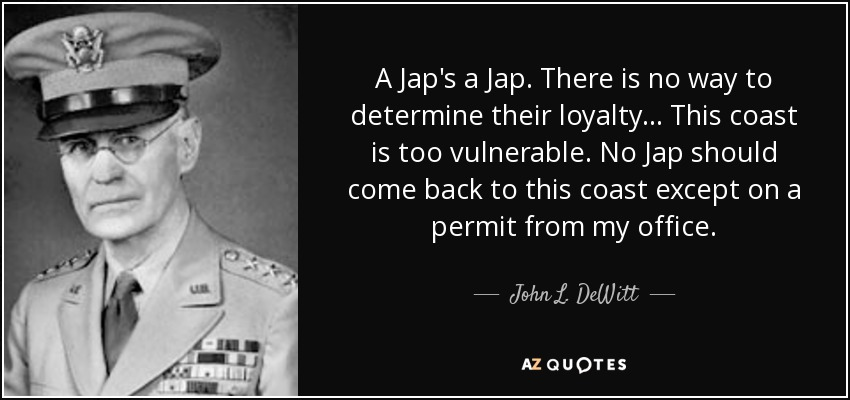 A Jap's a Jap. There is no way to
determine their loyalty... This coast
is too vulnerable. No Jap should
come back to this coast except on a
permit from my office.
John L. DeWitt
AZ QUOTES
U.S.